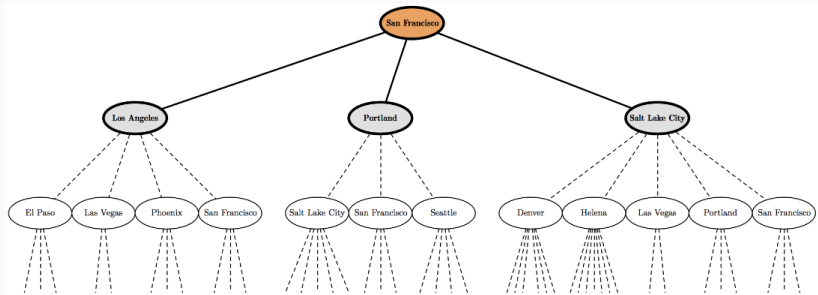 San Francisco
Los Angeles
Portland
Salt Lake City
El Paso
Las Vegas
Phoenix
San Francisco
Salt Lake City
San Francisco
Seattle
Denver
Helena
Las Vegas
Portland
San Francisco